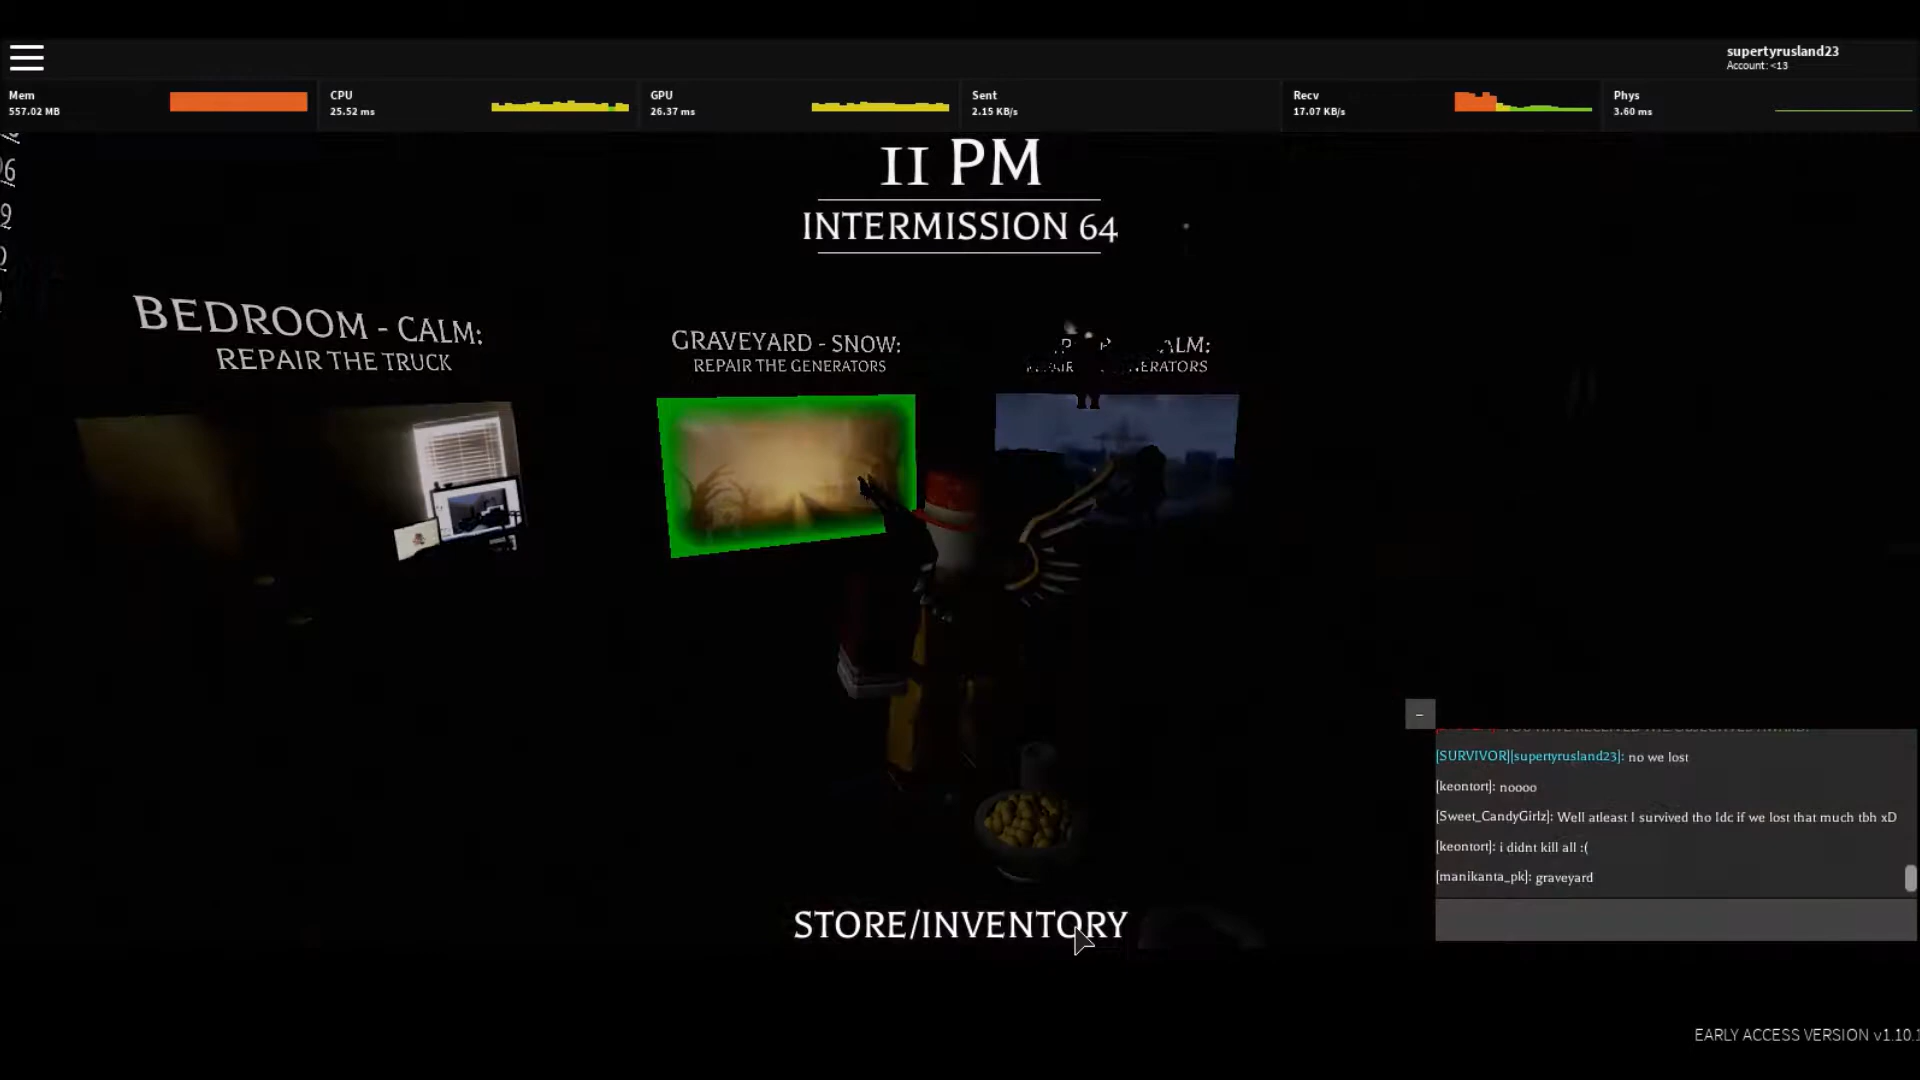 supertyrusland23
Account: <13
Mem
557.02 MB
CPU
25.52 ms
GPU
26.37 ms
Sent
2.15 KB/s
Recv
17.07 KB/s
Phys
3.60 ms
11 PM
INTERMISSION 64
BEDROOM - CALM:
REPAIR THE TRUCK
GRAVEYARD - SNOW:
REPAIR THE GENERATORS
[SURVIVOR][supertyrusland23]: no we lost
[keontort]: noooo
[Sweet_CandyGirlz]: Well atleast I survived tho Idc if we lost that much tbh xD
[keontort]: i didnt kill all :(
[manikanta_pk]: graveyard
STORE/INVENTORY
EARLY ACCESS VERSION v1.10.1